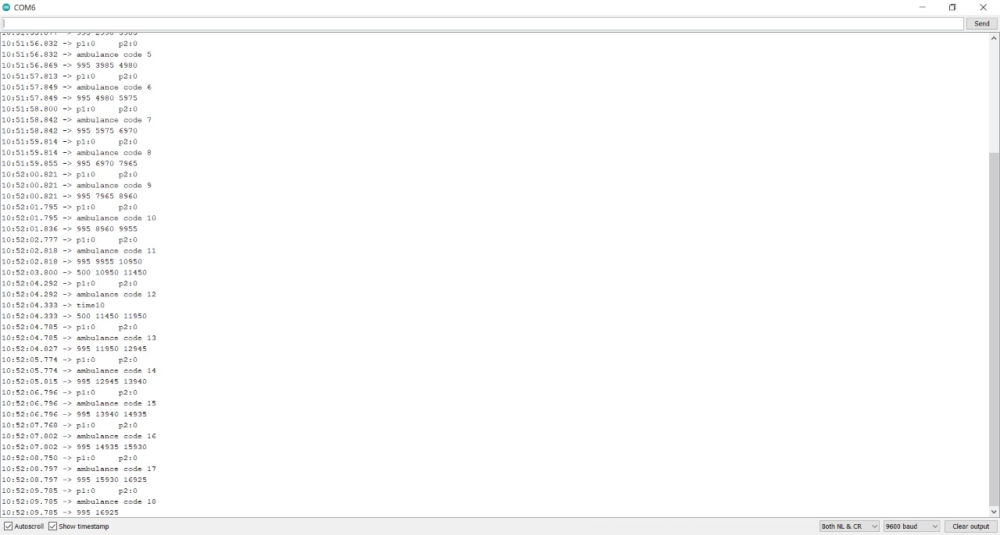 COM6
Send
10:51:56.832 -> p1:0 p2:0
10:51:56.832 -> ambulance code 5
10:51:56.869 -> 995 3985 4980
10:51:57.813 -> p1:0 p2:0
10:51:57.849 -> ambulance code 6
10:51:57.849 -> 995 4980 5975
10:51:58.800 -> p1:0 p2:0
10:51:58.842 -> ambulance code 7
10:51:58.842 -> 995 5975 6970
10:51:59.814 -> p1:0 p2:0
10:51:59.814 -> ambulance code 8
10:51:59.855 -> 995 6970 7965
10:52:00.821 -> p1:0 p2:0
10:52:00.821 -> ambulance code 9
10:52:00.821 -> 995 7965 8960
10:52:01.795 -> p1:0 p2:0
10:52:01.795 -> ambulance code 10
10:52:01.836 -> 995 8960 9955
10:52:02.777 -> p1:0 p2:0
10:52:02.818 -> ambulance code 11
10:52:02.818 -> 995 9955 10950
10:52:03.800 -> 500 10950 11450
10:52:04.292 -> p1:0 p2:0
10:52:04.292 -> ambulance code 12
10:52:04.333 -> time10
10:52:04.333 -> 500 11450 11950
10:52:04.785 -> p1:0 p2:0
10:52:04.785 -> ambulance code 13
10:52:04.827 -> 995 11950 12945
10:52:05.774 -> p1:0 p2:0
10:52:05.774 -> ambulance code 14
10:52:05.815 -> 995 12945 13940
10:52:06.796 -> p1:0 p2:0
10:52:06.796 -> ambulance code 15
10:52:06.796 -> 995 13940 14935
10:52:07.768 -> p1:0 p2:0
10:52:07.802 -> ambulance code 16
10:52:07.802 -> 995 14935 15930
10:52:08.750 -> p1:0 p2:0
10:52:08.797 -> ambulance code 17
10:52:08.797 -> 995 15930 16925
10:52:09.785 -> p1:0 p2:0
10:52:09.785 -> ambulance code 18
10:52:09.785 -> 995 16925
Autoscroll Show timestamp Both NL & CR 9600 baud Clear output